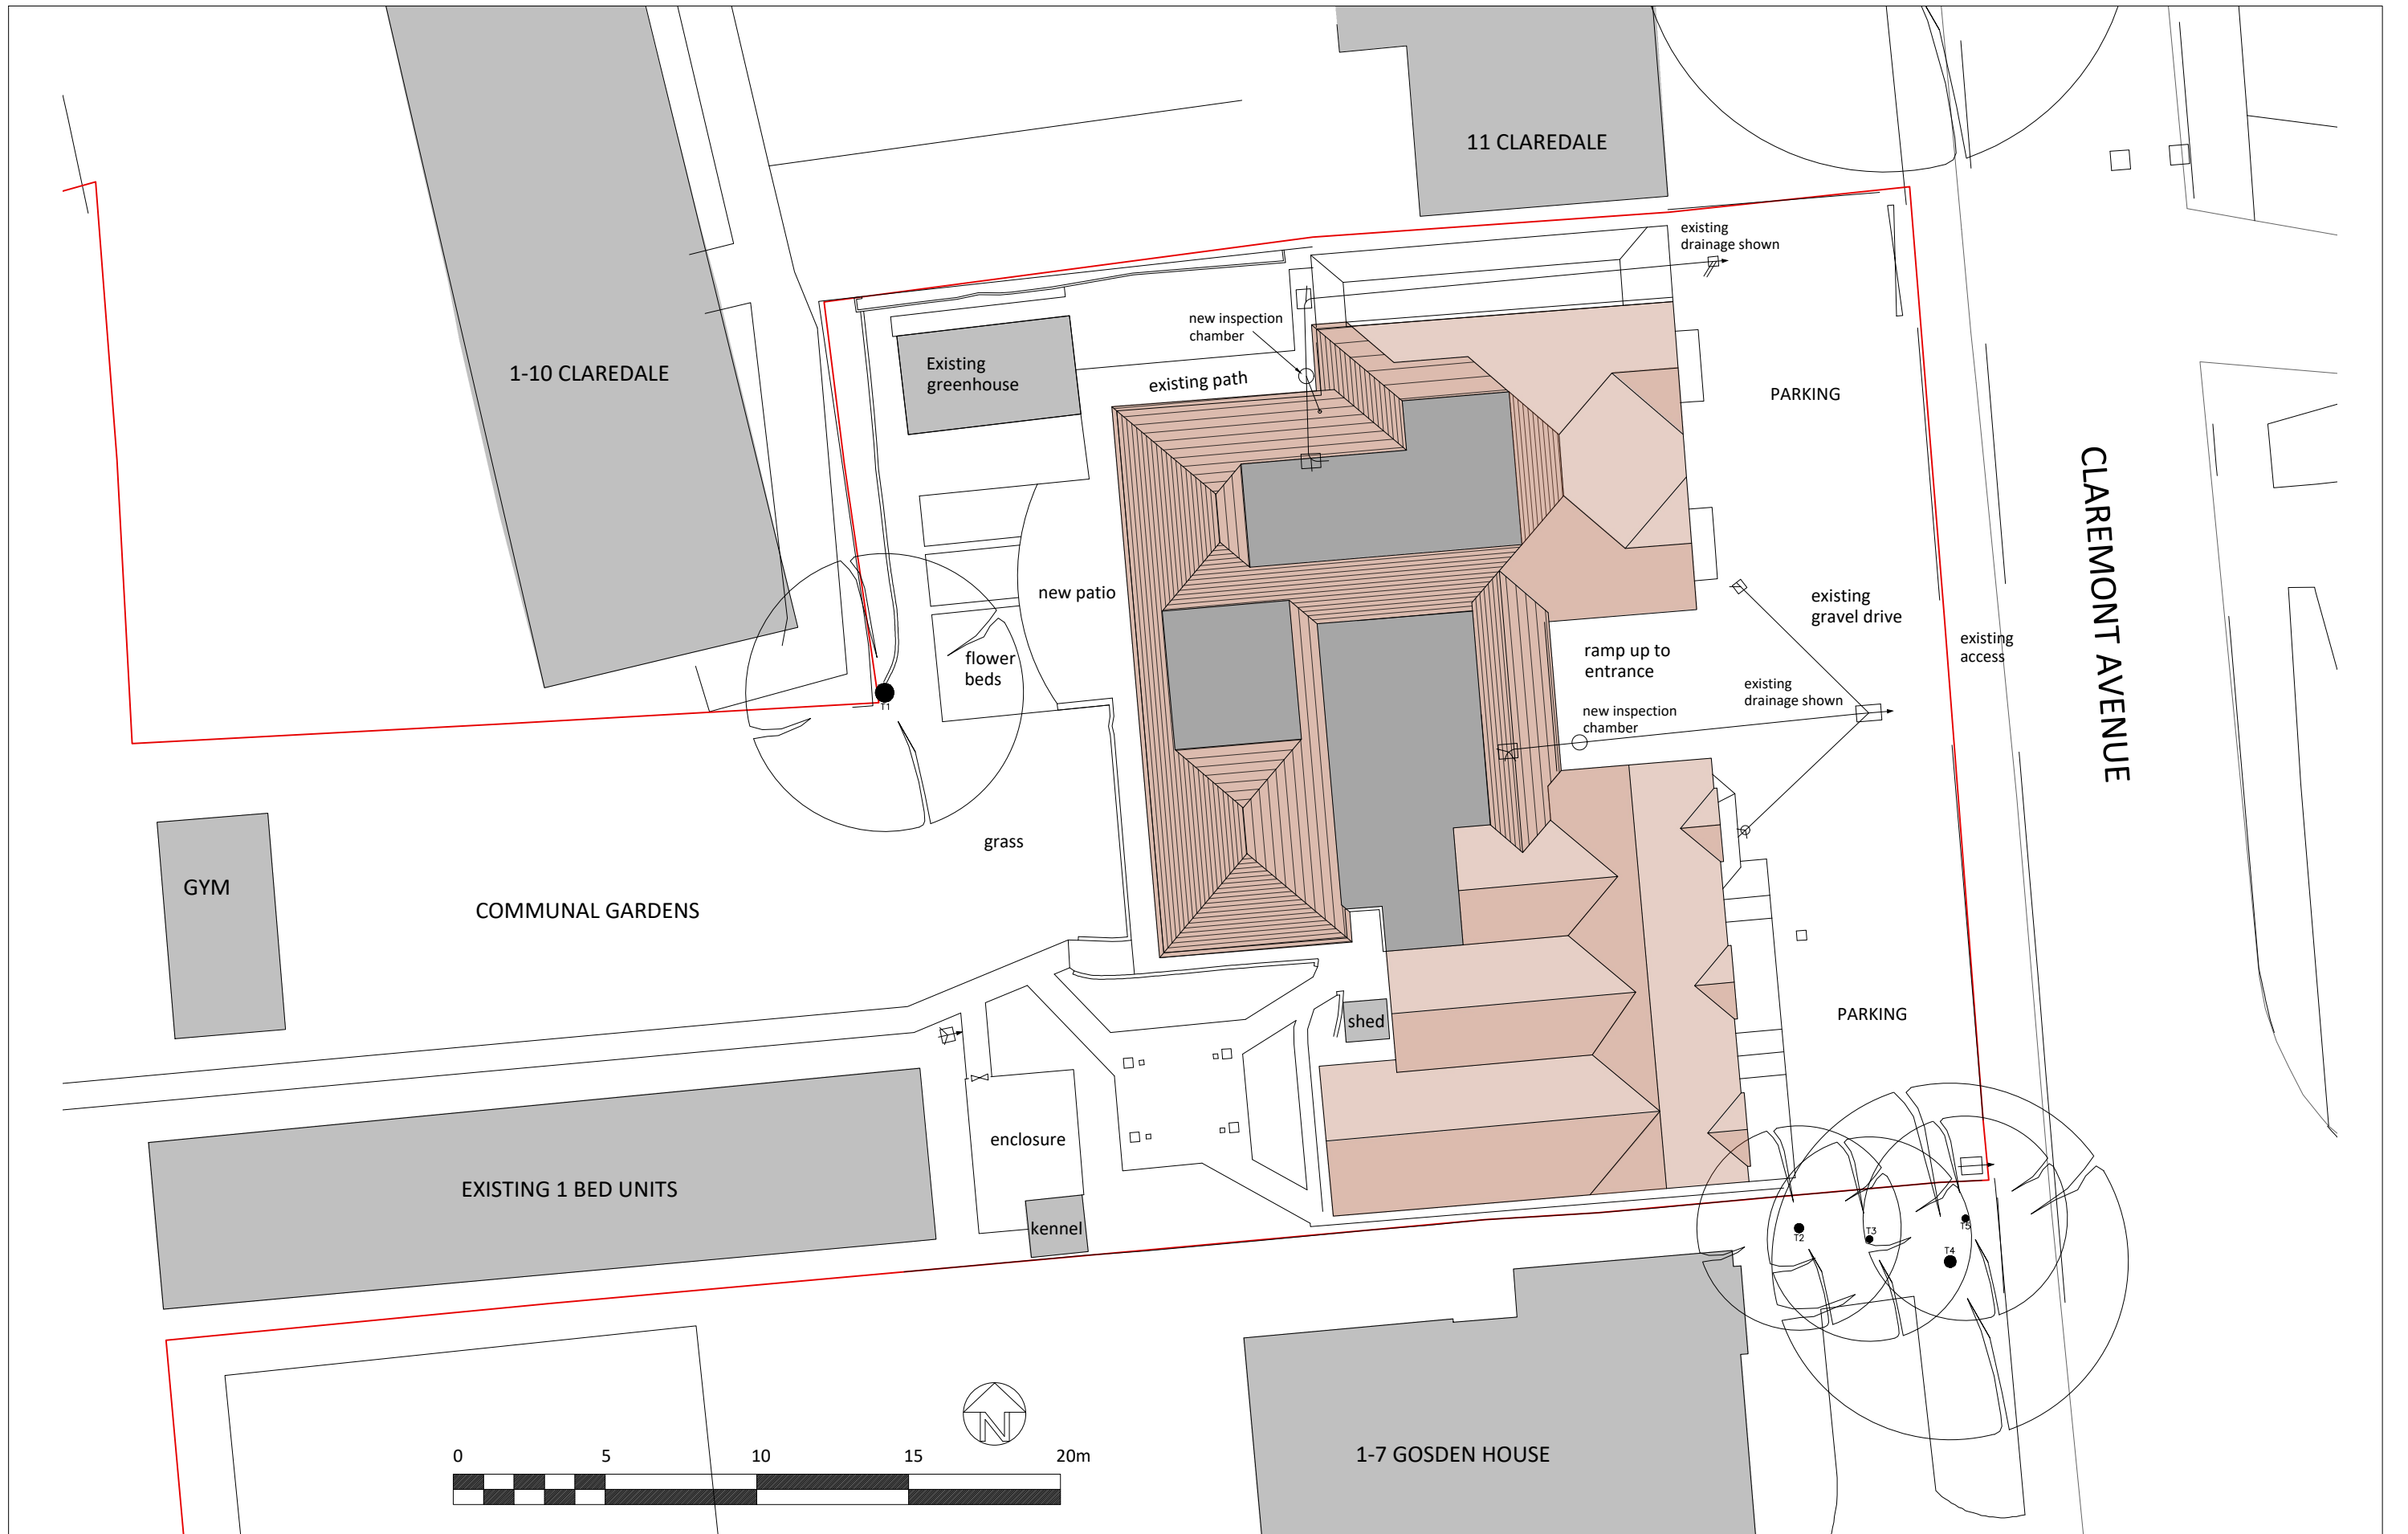 11 CLAREDALE
existing
drainage shown
new inspection
chamber
1-10 CLAREDALE
Existing
greenhouse
existing path
PARKING
CLAREMONT AVENUE
new patio
existing
gravel drive
existing
access
ramp up to
entrance
flower
beds
existing
drainage shown
T1
new inspection
chamber
grass
GYM
COMMUNAL GARDENS
shed
PARKING
enclosure
EXISTING 1 BED UNITS
kennel
T2
T3
T5
T4
N
0 5 10 15 20m
1-7 GOSDEN HOUSE